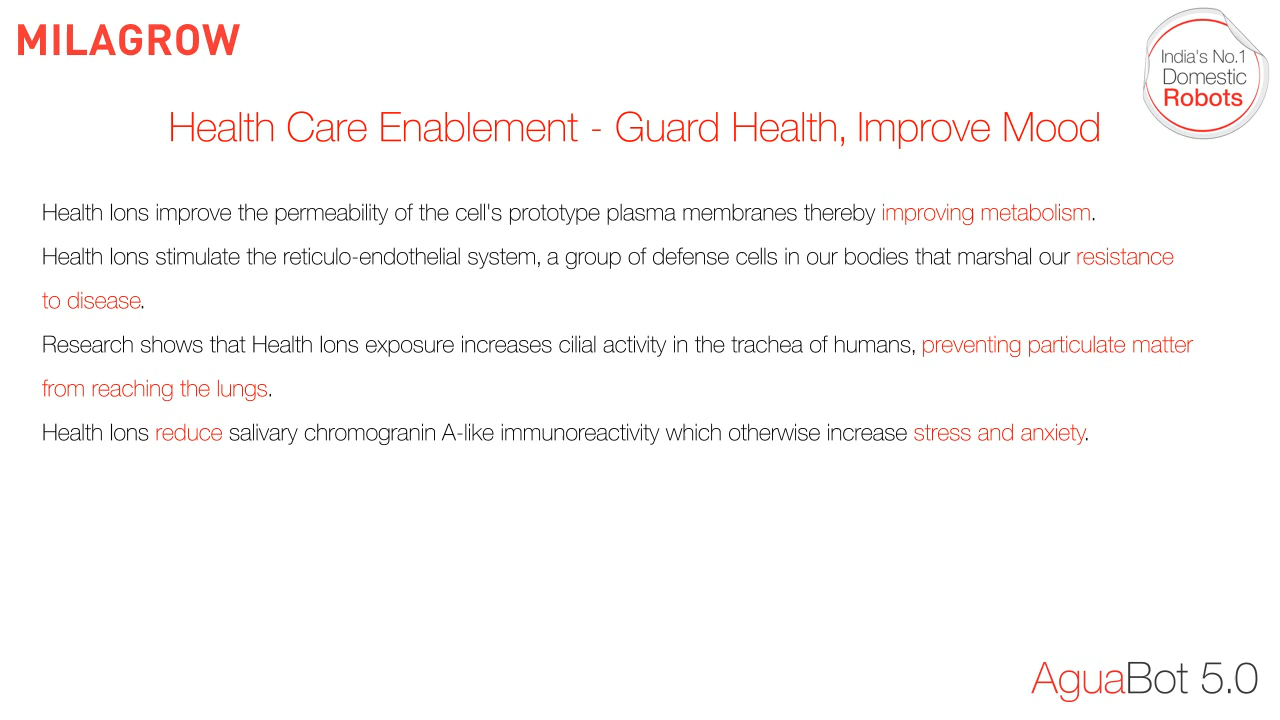 MILAGROW
India's No.1
Domestic
Robots
Health Care Enablement - Guard Health, Improve Mood
Health Ions improve the permeability of the cell's prototype plasma membranes thereby improving metabolism.
Health Ions stimulate the reticulo-endothelial system, a group of defense cells in our bodies that marshal our resistance
to disease.
Research shows that Health Ions exposure increases cilial activity in the trachea of humans, preventing particulate matter
from reaching the lungs.
Health Ions reduce salivary chromogranin A-like immunoreactivity which otherwise increase stress and anxiety.
AguaBot 5.0